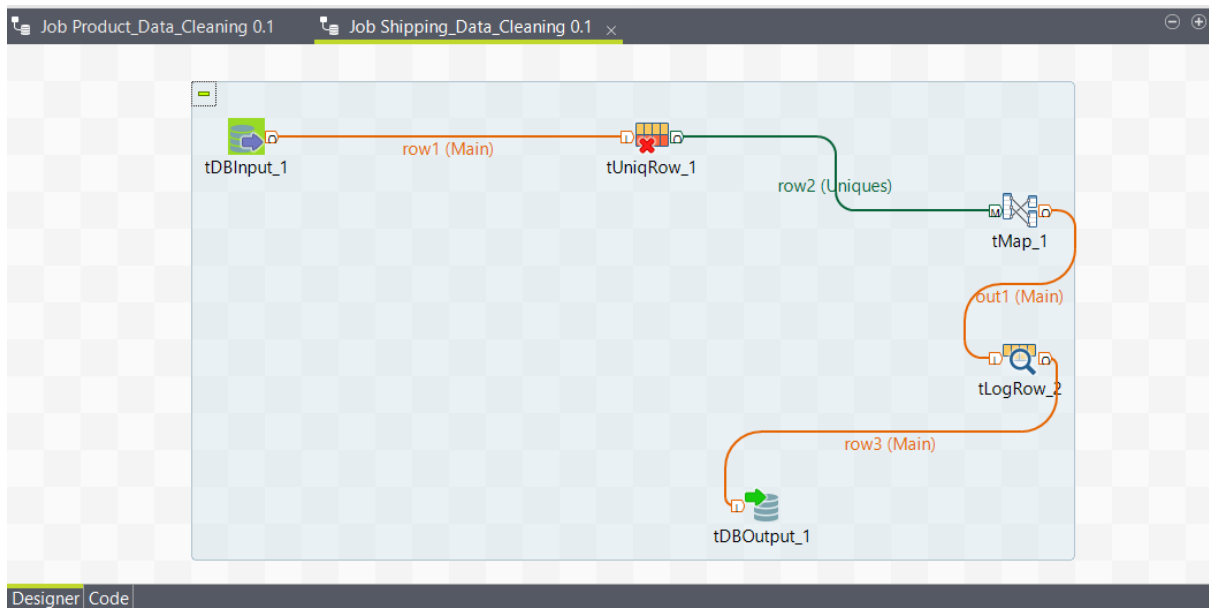 Job Product_Data_Cleaning 0.1
Job Shipping_Data_Cleaning 0.1
tDBInput_1
row1 (Main)
tUniqRow_1
row2 (Uniques)
tMap_1
out1 (Main)
tLogRow_2
row3 (Main)
tDBOutput_1
Designer
Code